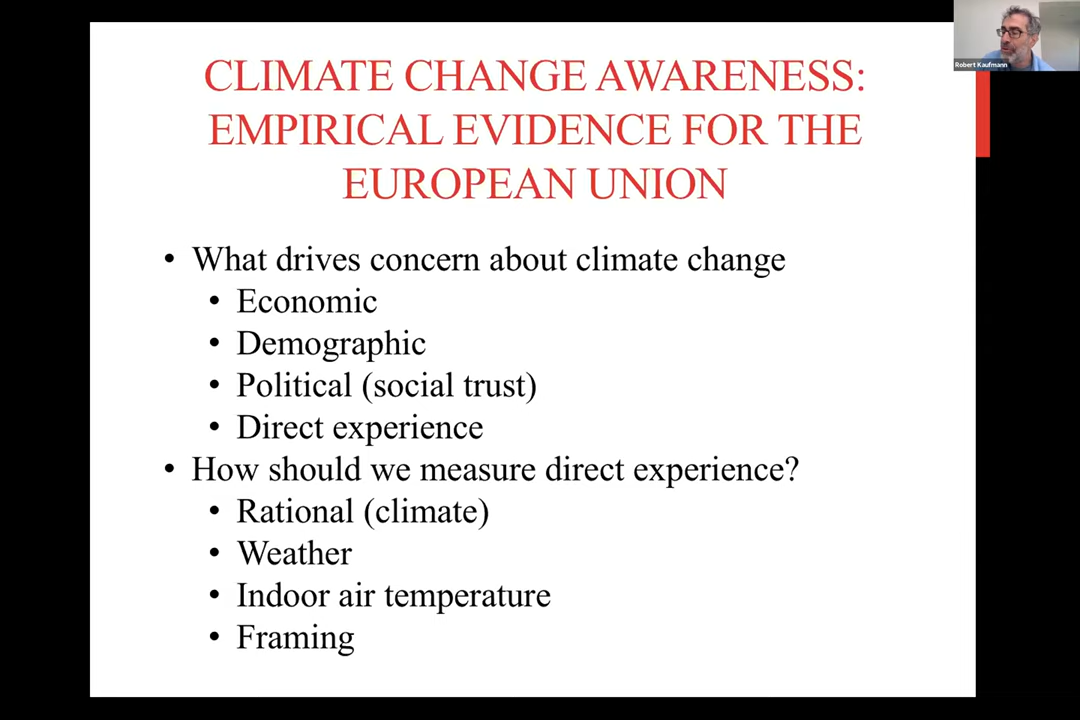 Robert Kaufmann
CLIMATE CHANGE AWARENESS:
EMPIRICAL EVIDENCE FOR THE
EUROPEAN UNION
• What drives concern about climate change
• Economic
• Demographic
• Political (social trust)
• Direct experience
• How should we measure direct experience?
• Rational (climate)
• Weather
• Indoor air temperature
• Framing